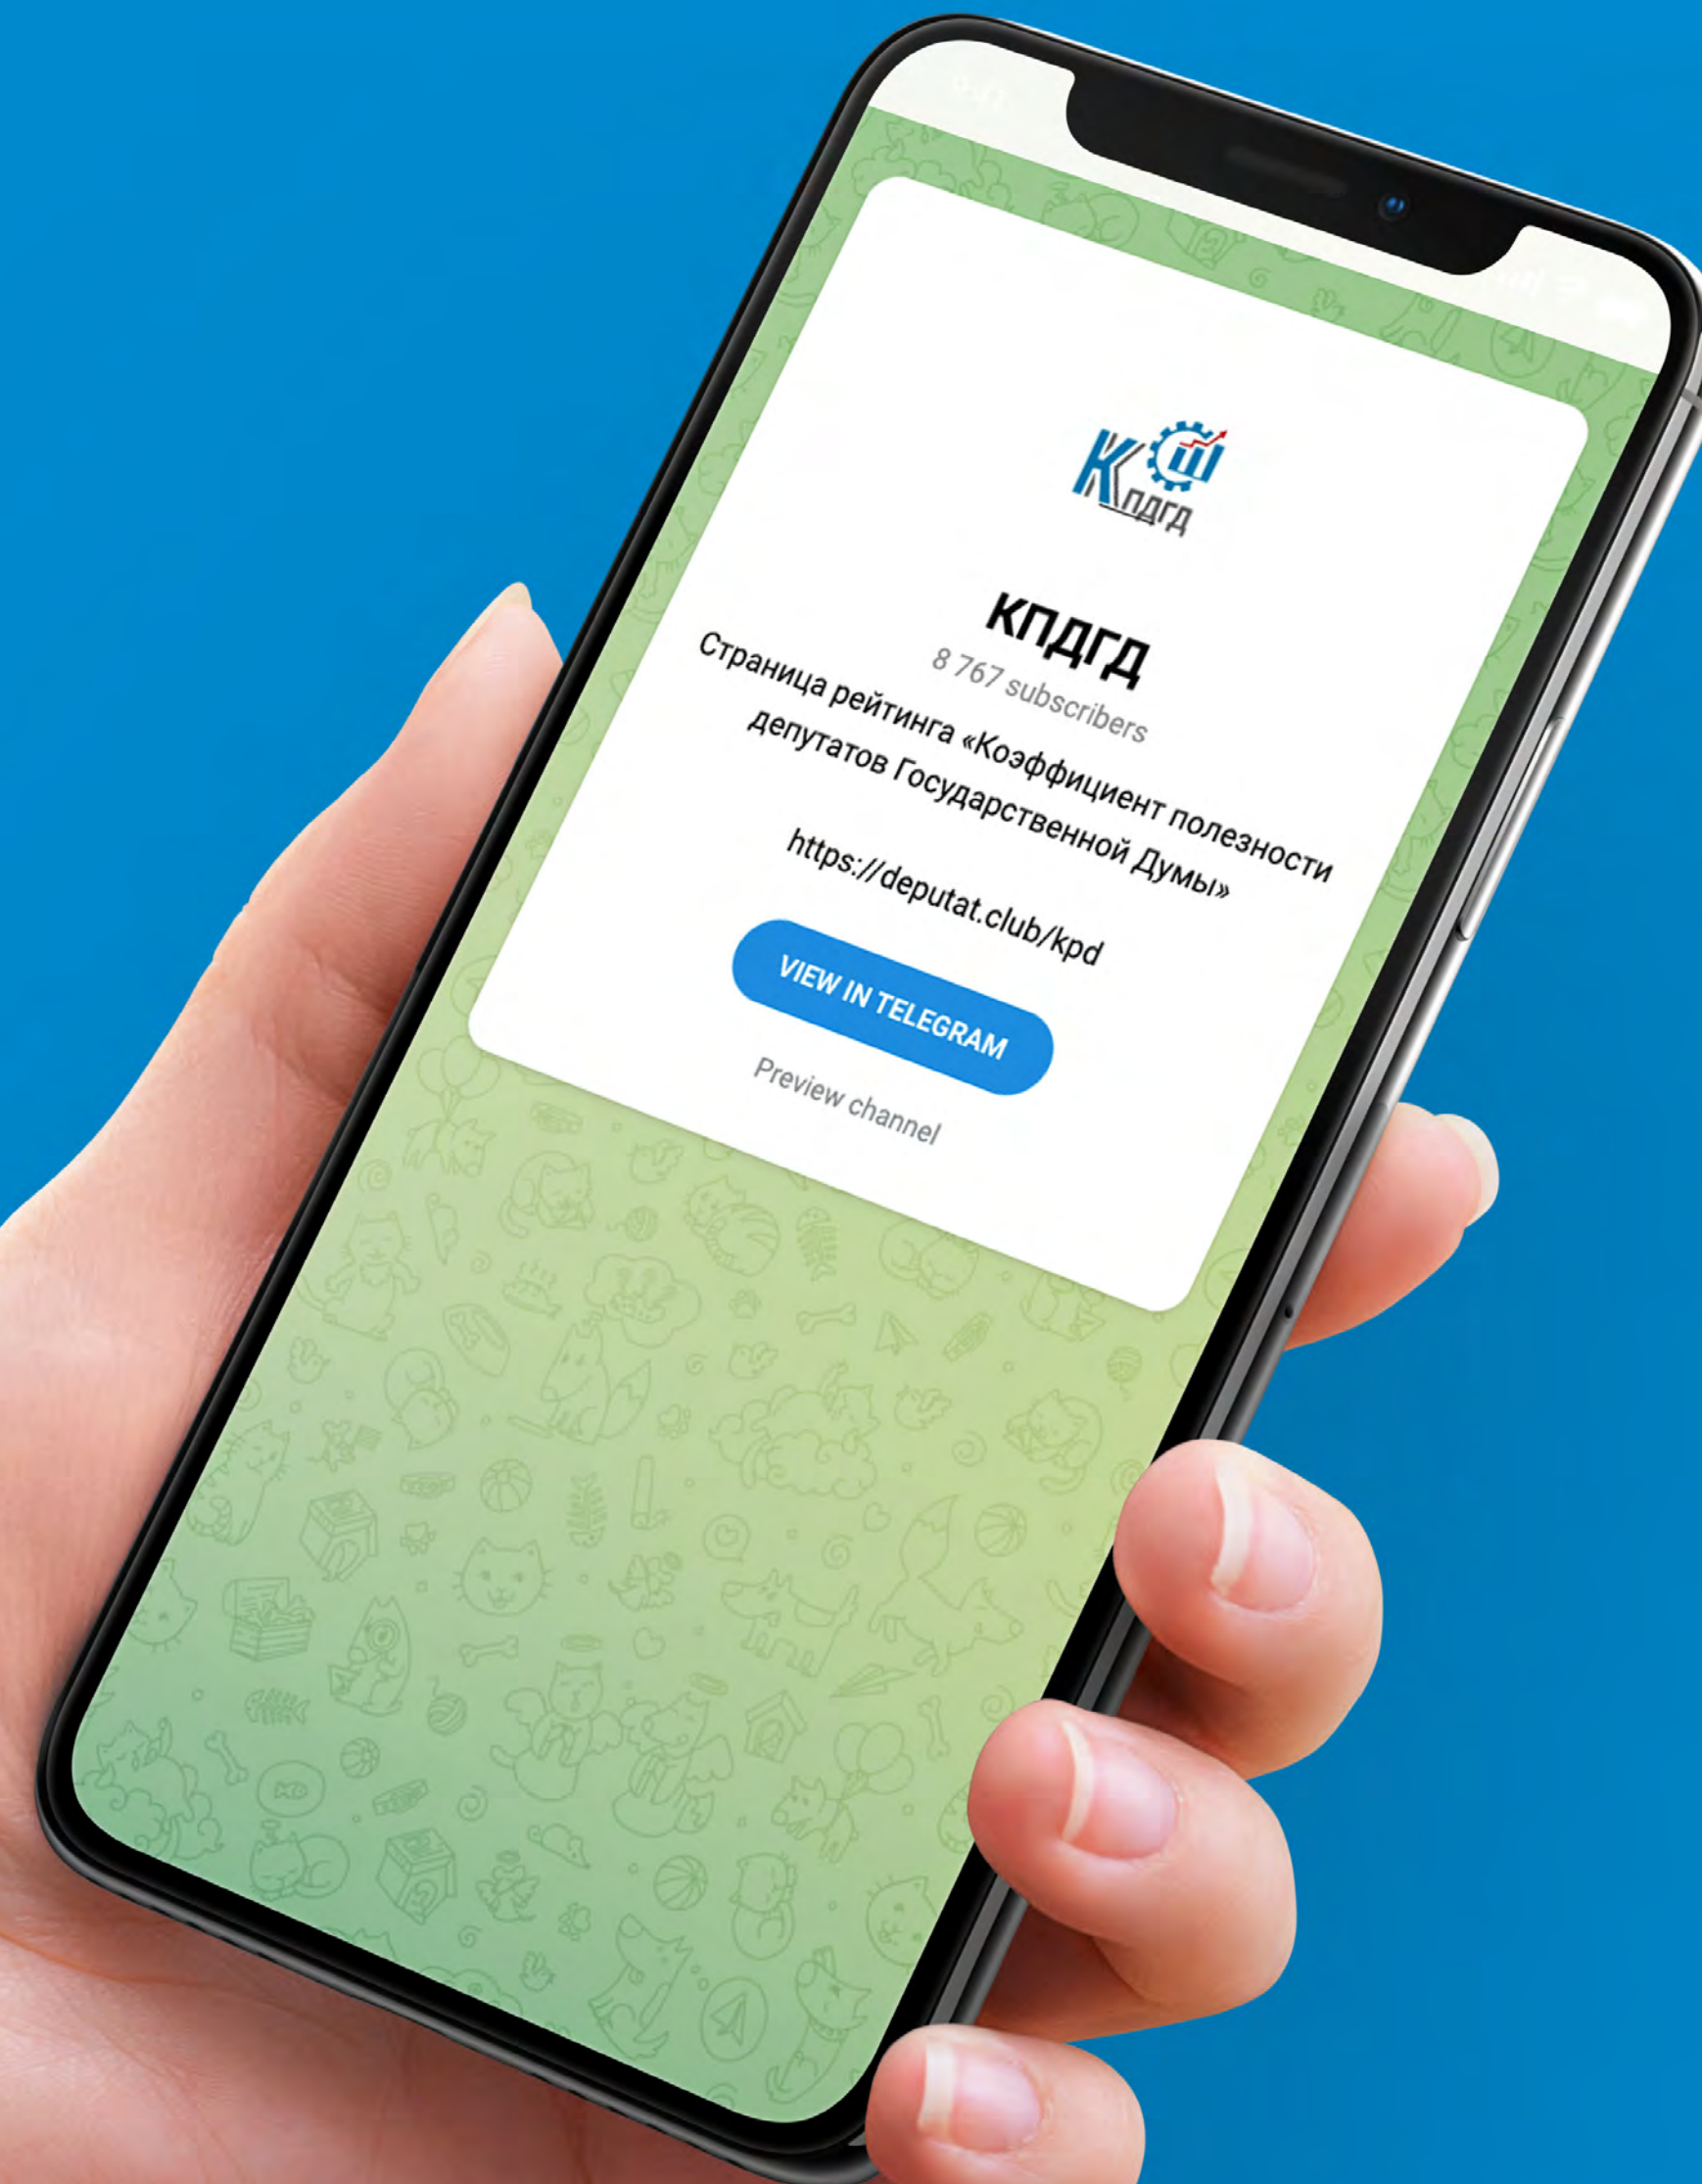 К
ПДГД
КПДГД
8 767 subscribers
Страница рейтинга «Коэффициент полезности
депутатов Государственной Думы»
https://deputat.club/kpd
VIEW IN TELEGRAM
Preview channel